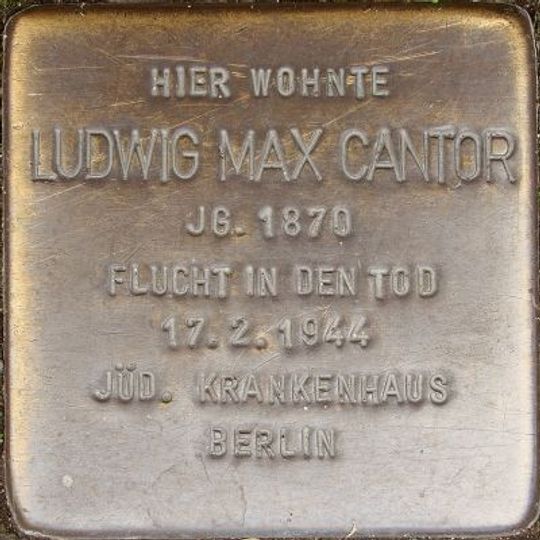 HIER WOHNTE
LUDWIG MAX CANTOR
JG. 1870
FLUCHT IN DEN TOD
17.2.1944
JÜD. KRANKENHAUS
BERLIN